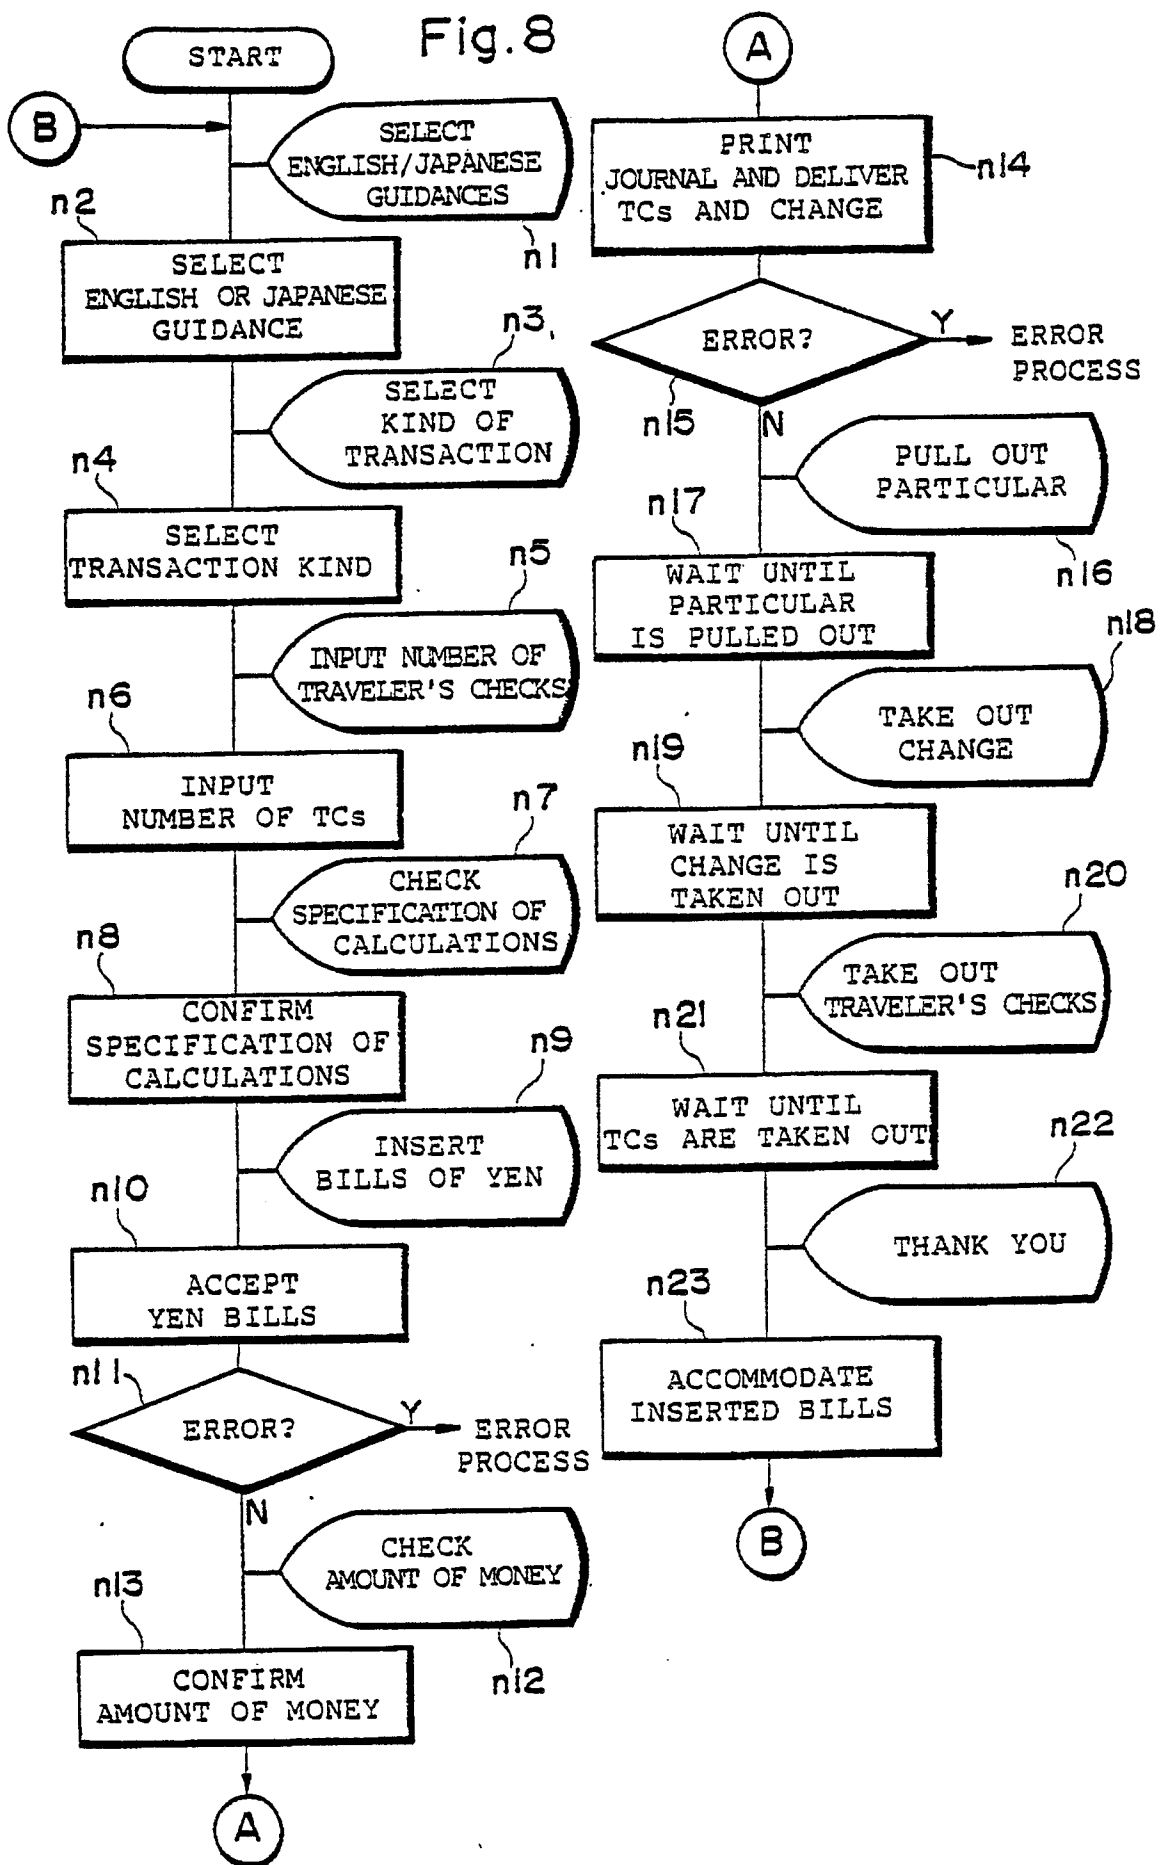 Fig. 8
START
B
SELECT
ENGLISH/JAPANESE
GUIDANCES
n1
n2
SELECT
ENGLISH OR JAPANESE
GUIDANCE
n3
SELECT
KIND OF
TRANSACTION
n4
SELECT
TRANSACTION KIND
n5
INPUT NUMBER OF
TRAVELER'S CHECKS
n6
INPUT
NUMBER OF TCs
n7
CHECK
SPECIFICATION OF
CALCULATIONS
n8
CONFIRM
SPECIFICATION OF
CALCULATIONS
n9
INSERT
BILLS OF YEN
n10
ACCEPT
YEN BILLS
n11
ERROR?
Y
ERROR
PROCESS
N
CHECK
AMOUNT OF MONEY
n12
n13
CONFIRM
AMOUNT OF MONEY
A
A
PRINT
JOURNAL AND DELIVER
TCs AND CHANGE
n14
ERROR?
Y
ERROR
PROCESS
n15
N
PULL OUT
PARTICULAR
n16
n17
WAIT UNTIL
PARTICULAR
IS PULLED OUT
n18
TAKE OUT
CHANGE
n19
WAIT UNTIL
CHANGE IS
TAKEN OUT
n20
TAKE OUT
TRAVELER'S CHECKS
n21
WAIT UNTIL
TCs ARE TAKEN OUT
n22
THANK YOU
n23
ACCOMMODATE
INSERTED BILLS
B